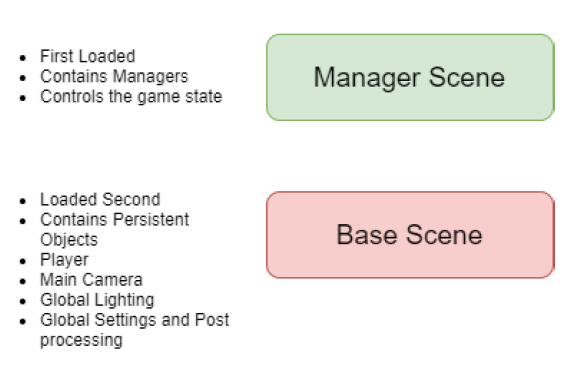 • First Loaded
• Contains Managers
• Controls the game state
Manager Scene
• Loaded Second
• Contains Persistent
Objects
• Player
• Main Camera
• Global Lighting
• Global Settings and Post
processing
Base Scene